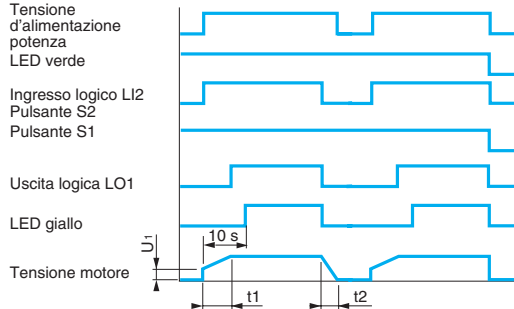 Tensione
d'alimentazione
potenza
LED verde
Ingresso logico LI2
Pulsante S2
Pulsante S1
Uscita logica LO1
LED giallo
10 s
U1
Tensione motore
t1
t2